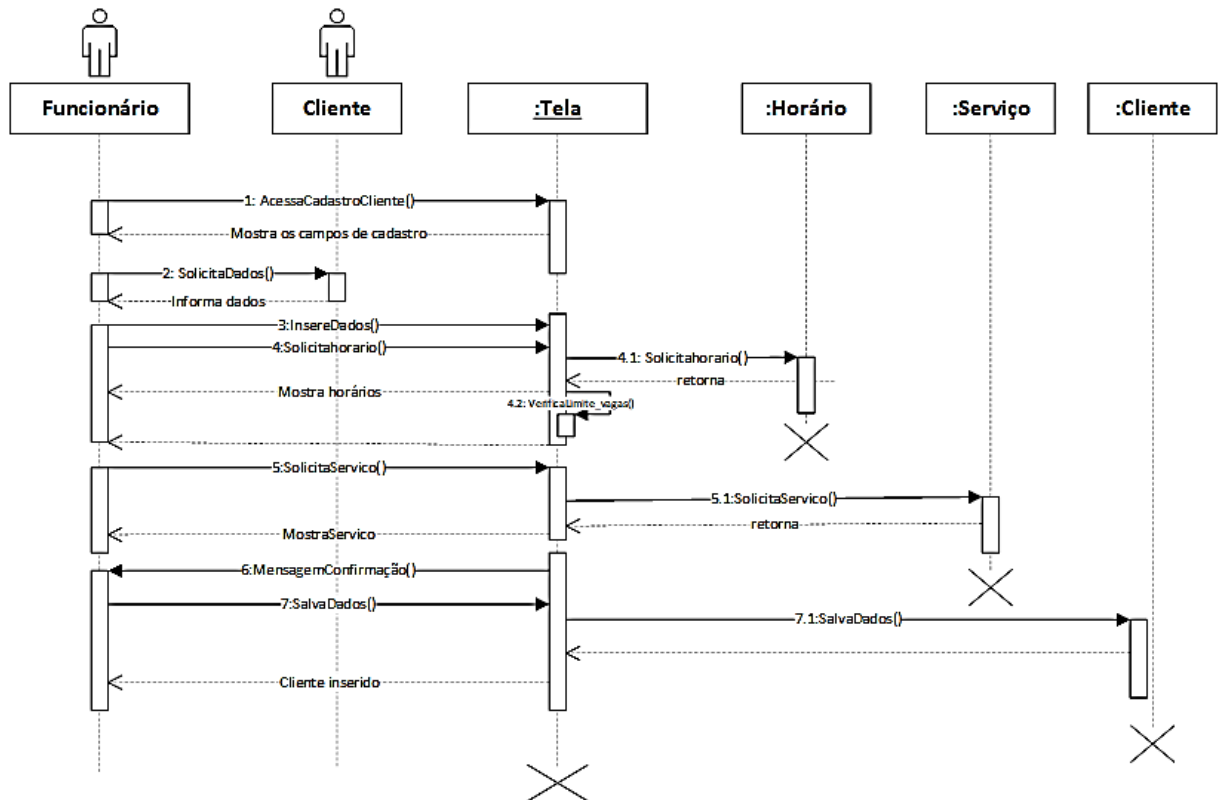 Funcionário
Cliente
:Tela
:Horário
:Serviço
:Cliente
1: AcessaCadastroCliente()
Mostra os campos de cadastro
2: SolicitaDados()
Informa dados
3:InsereDados()
4:Solicitahorario()
4.1: Solicitahorario()
retorna
Mostra horários
4.2: VerificaLimite_vagas()
5:SolicitaServico()
5.1:SolicitaServico()
retorna
MostraServico
6:MensagemConfirmação()
7:SalvaDados()
7.1:SalvaDados()
Cliente inserido